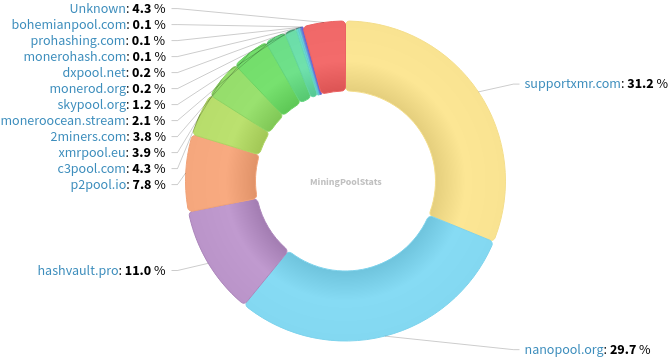 Unknown: 4.3 %
bohemianpool.com: 0.1 %
prohashing.com: 0.1 %
monerohash.com: 0.1 %
dxpool.net: 0.2 %
monerod.org: 0.2 %
skypool.org: 1.2 %
moneroocean.stream: 2.1 %
2miners.com: 3.8 %
xmrpool.eu: 3.9 %
c3pool.com: 4.3 %
p2pool.io: 7.8 %
hashvault.pro: 11.0 %
supportxmr.com: 31.2 %
MiningPoolStats
nanopool.org: 29.7 %